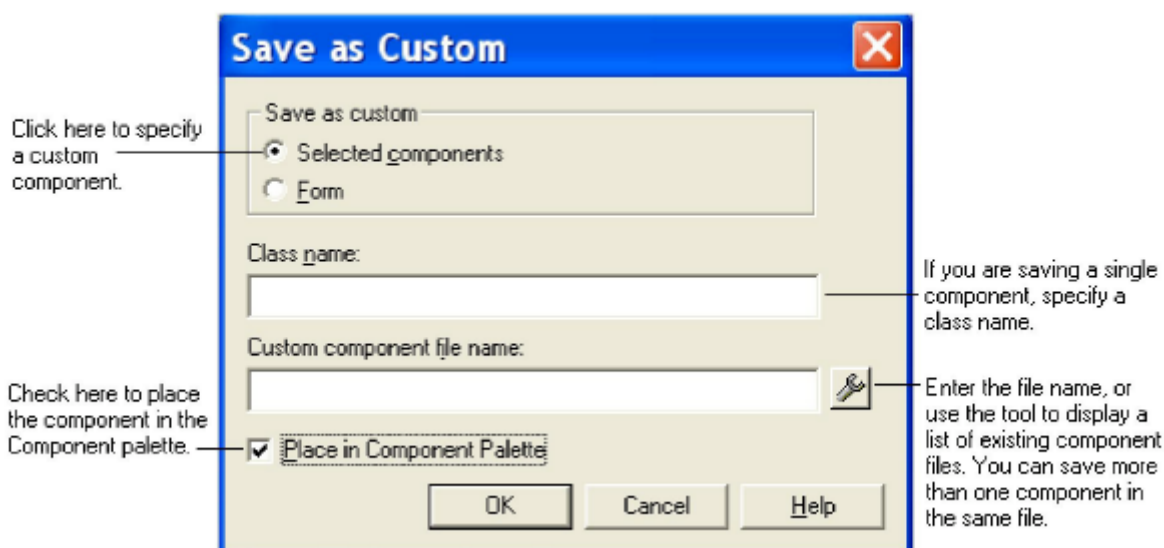 Save as Custom
Click here to specify
a custom
component.
Save as custom
Selected components
Form
Class name:
If you are saving a single
component, specify a
class name.
Custom component file name:
Check here to place
the component in the
Component palette.
Enter the file name, or
use the tool to display a
list of existing component
files. You can save more
than one component in
the same file.
Place in Component Palette
OK
Cancel
Help